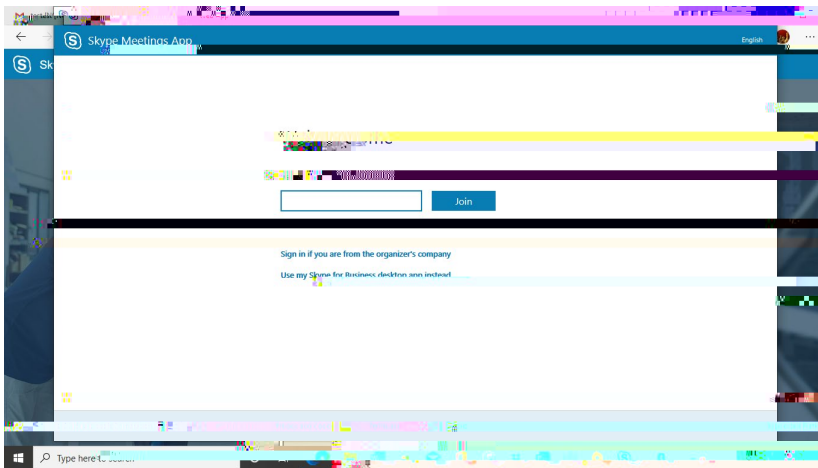 Skype Meetings App
English
Sk
Join
Sign in if you are from the organizer's company
Use my Skype for Business desktop app instead
Type here to search